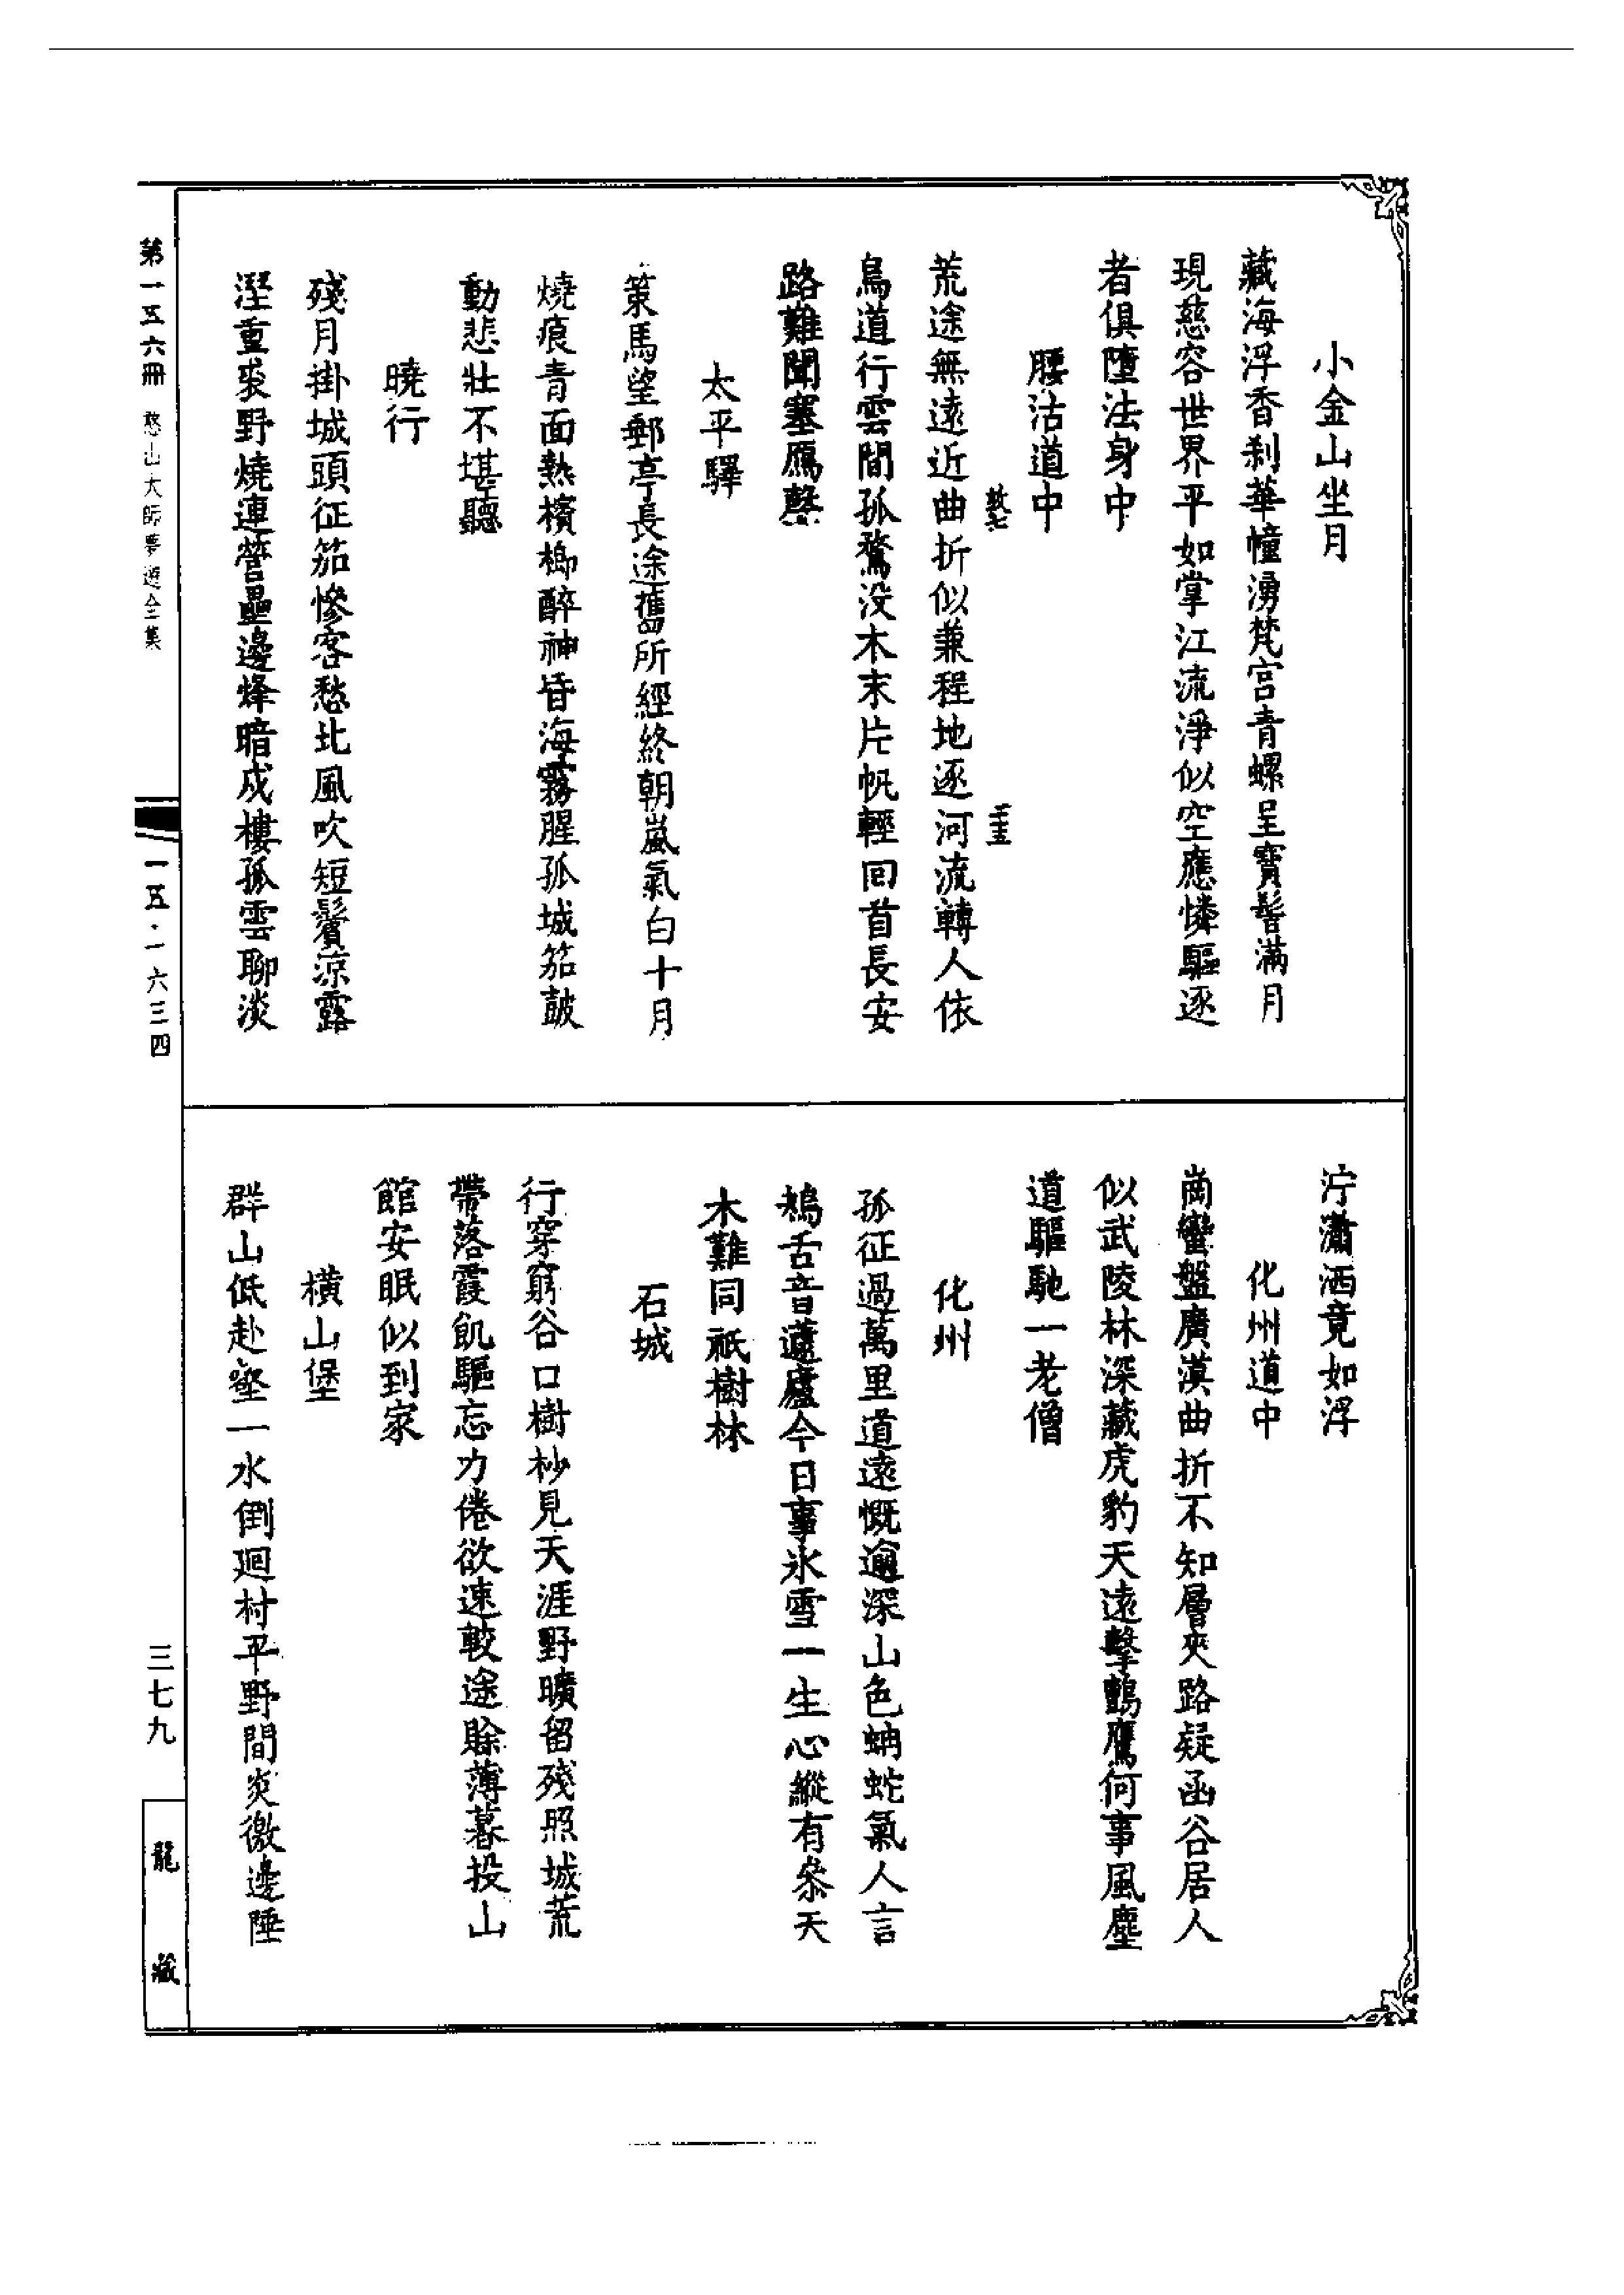 小金山坐月
藏海浮香刹華幢湧梵宮青螺呈寶髻滿月
現慈容世界平如掌江流淨似空應憐驅逐
者俱墮法身中
腰沽道中
荒途無遠近曲折似兼程地逐河流轉人依
鳥道行雲間孤鶩没木末片帆輕回首長安
路難聞塞鴈聲
太平驛
策馬望郵亭長途舊所經終朝嵐氣白十月
燒痕青面熱檳榔醉神昏海霧腥孤城笳鼓
動悲壯不堪聽
曉行
殘月掛城頭征笳慘客愁北風吹短鬢涼露
溼重裘野燒連營壘邊烽暗戍樓孤雲聊淡
泞瀟洒竟如浮
化州道中
崗巒盤廣漠曲折不知層夾路疑函谷居人
似武陵林深藏虎豹天遠擊鸇鷹何事風塵
道驅馳一老僧
化州
孤征過萬里道遠慨逾深山色蚺蛇氣人言
鴂舌音蘧廬今日事氷雪一生心縱有叅天
木難同祇樹林
石城
行穿窮谷口樹杪見天涯野曠留殘照城荒
帶落霞飢驅忘力倦欲速較途賒薄暮投山
館安眠似到家
橫山堡
群山低赴壑一水倒廻村平野間炎徼邊陲
第一五六冊 憨山大師夢遊全集
一五·一六三四
三七九
龍藏